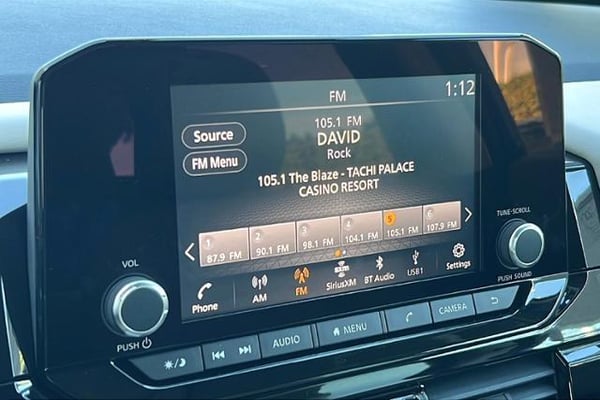 FM
1:12
105.1 FM
Source
DAVID
Rock
FM Menu
105.1 The Blaze - TACHI PALACE
CASINO RESORT
1 2 3 4 5 6
87.9 FM 90.1 FM 98.1 FM 104.1 FM 105.1 FM 107.9 FM
Phone AM FM SiriusXM BT Audio USB1 Settings
VOL
PUSH
TUNE·SCROLL
PUSH SOUND
AUDIO MENU CAMERA